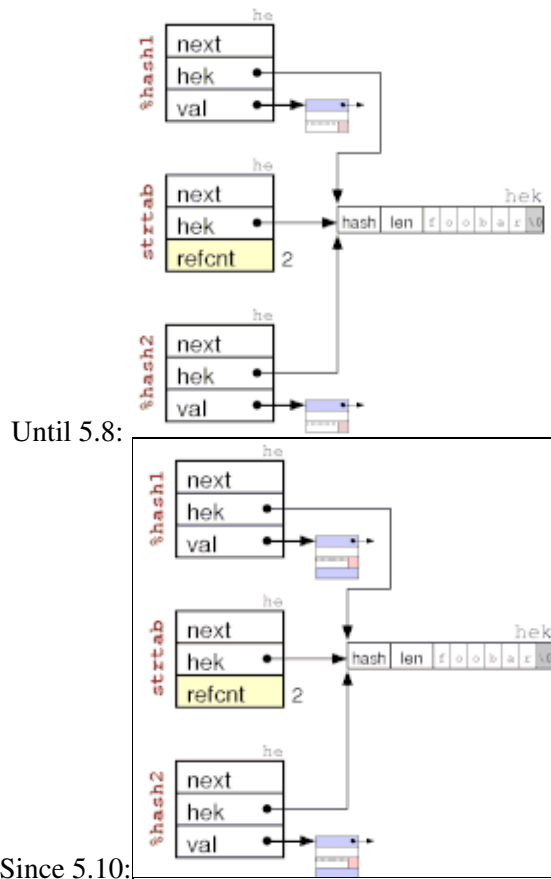 he
%hash1
next
hek
val
he
strtab
next
hek
refcnt 2
hek
hash len f o o b a r \0
he
%hash2
next
hek
val
Until 5.8:
he
%hash1
next
hek
val
he
strtab
next
hek
refcnt 2
hek
hash len f o o b a r \0
he
%hash2
next
hek
val
Since 5.10: